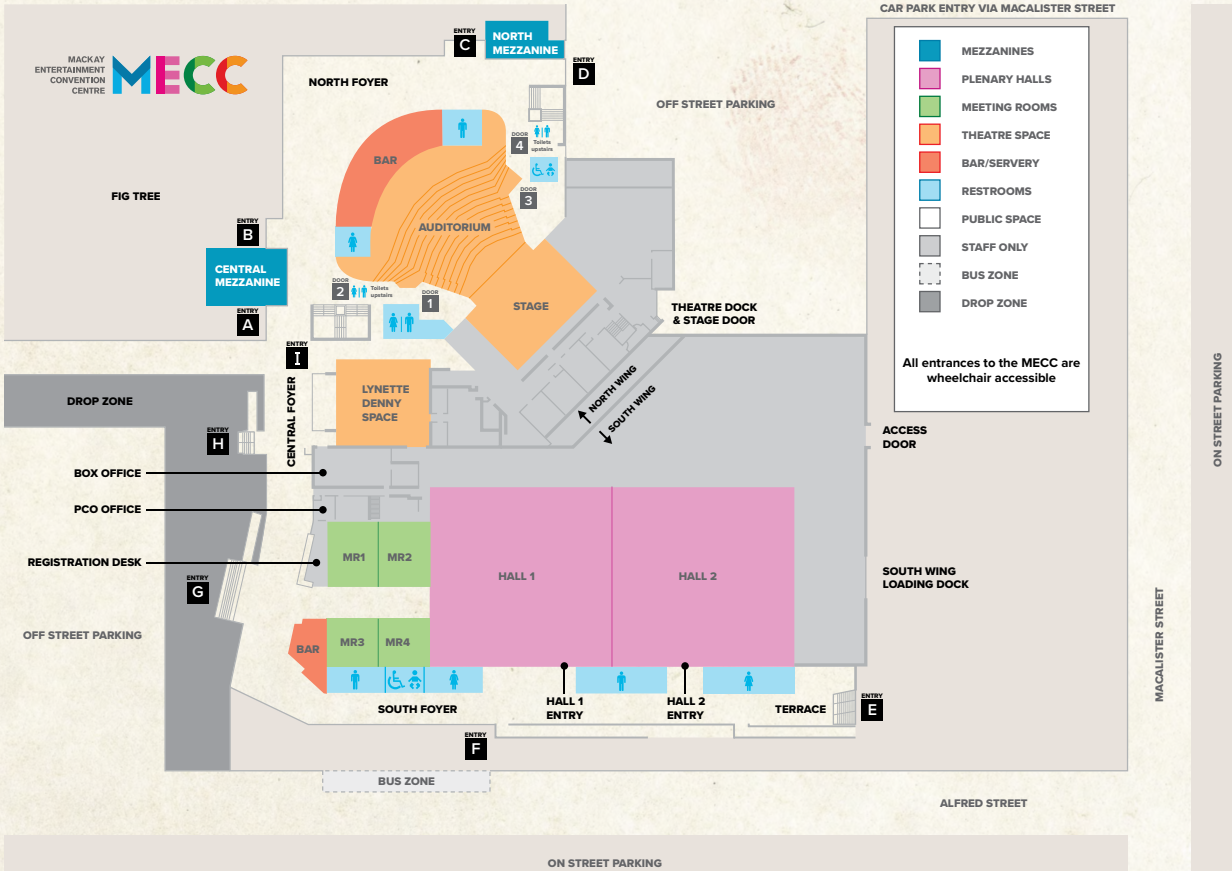 CAR PARK ENTRY VIA MACALISTER STREET
MACKAY
ENTERTAINMENT
CONVENTION
CENTRE
MECC
ENTRY
C
NORTH
MEZZANINE
ENTRY
D
NORTH FOYER
OFF STREET PARKING
MEZZANINES
PLENARY HALLS
MEETING ROOMS
THEATRE SPACE
BAR/SERVERY
RESTROOMS
PUBLIC SPACE
STAFF ONLY
BUS ZONE
DROP ZONE
All entrances to the MECC are
wheelchair accessible
BAR
DOOR
4
Toilets
upstairs
DOOR
3
FIG TREE
AUDITORIUM
ENTRY
B
CENTRAL
MEZZANINE
ENTRY
A
DOOR
2
Toilets
upstairs
DOOR
1
STAGE
THEATRE DOCK
& STAGE DOOR
ENTRY
I
LYNETTE
DENNY
SPACE
NORTH WING
SOUTH WING
DROP ZONE
CENTRAL FOYER
ENTRY
H
ACCESS
DOOR
ON STREET PARKING
BOX OFFICE
PCO OFFICE
REGISTRATION DESK
MR1
MR2
HALL 1
HALL 2
SOUTH WING
LOADING DOCK
ENTRY
G
OFF STREET PARKING
BAR
MR3
MR4
MACALISTER STREET
SOUTH FOYER
HALL 1
ENTRY
HALL 2
ENTRY
TERRACE
ENTRY
E
ENTRY
F
BUS ZONE
ALFRED STREET
ON STREET PARKING